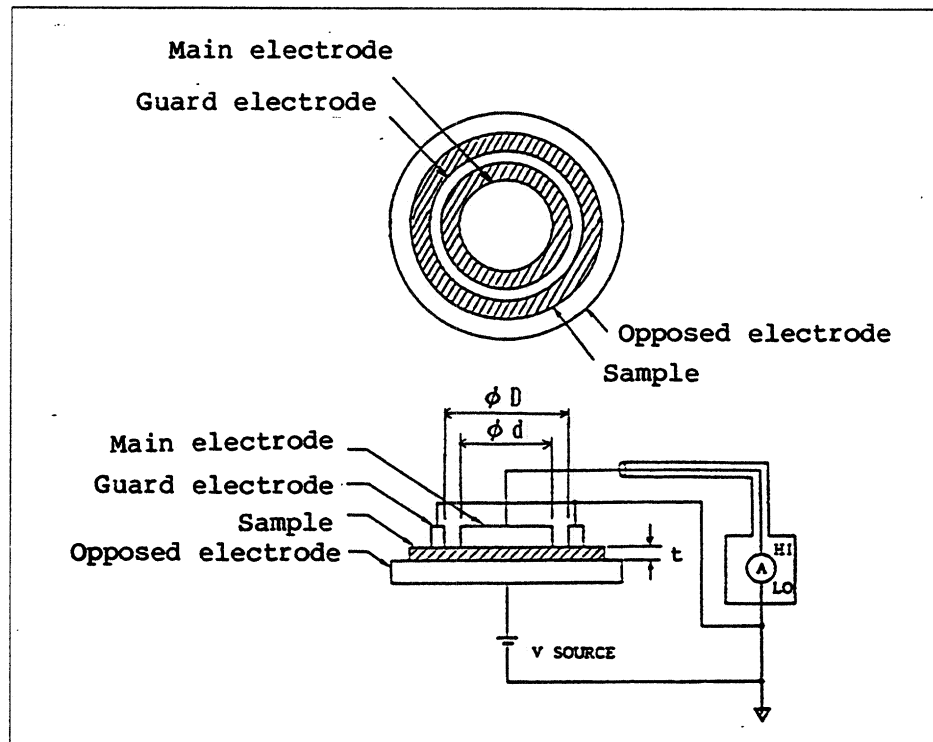 Main electrode
Guard electrode
Opposed electrode
Sample
φ D
φ d
Main electrode
Guard electrode
Sample
Opposed electrode
t
HI
A
LO
V SOURCE